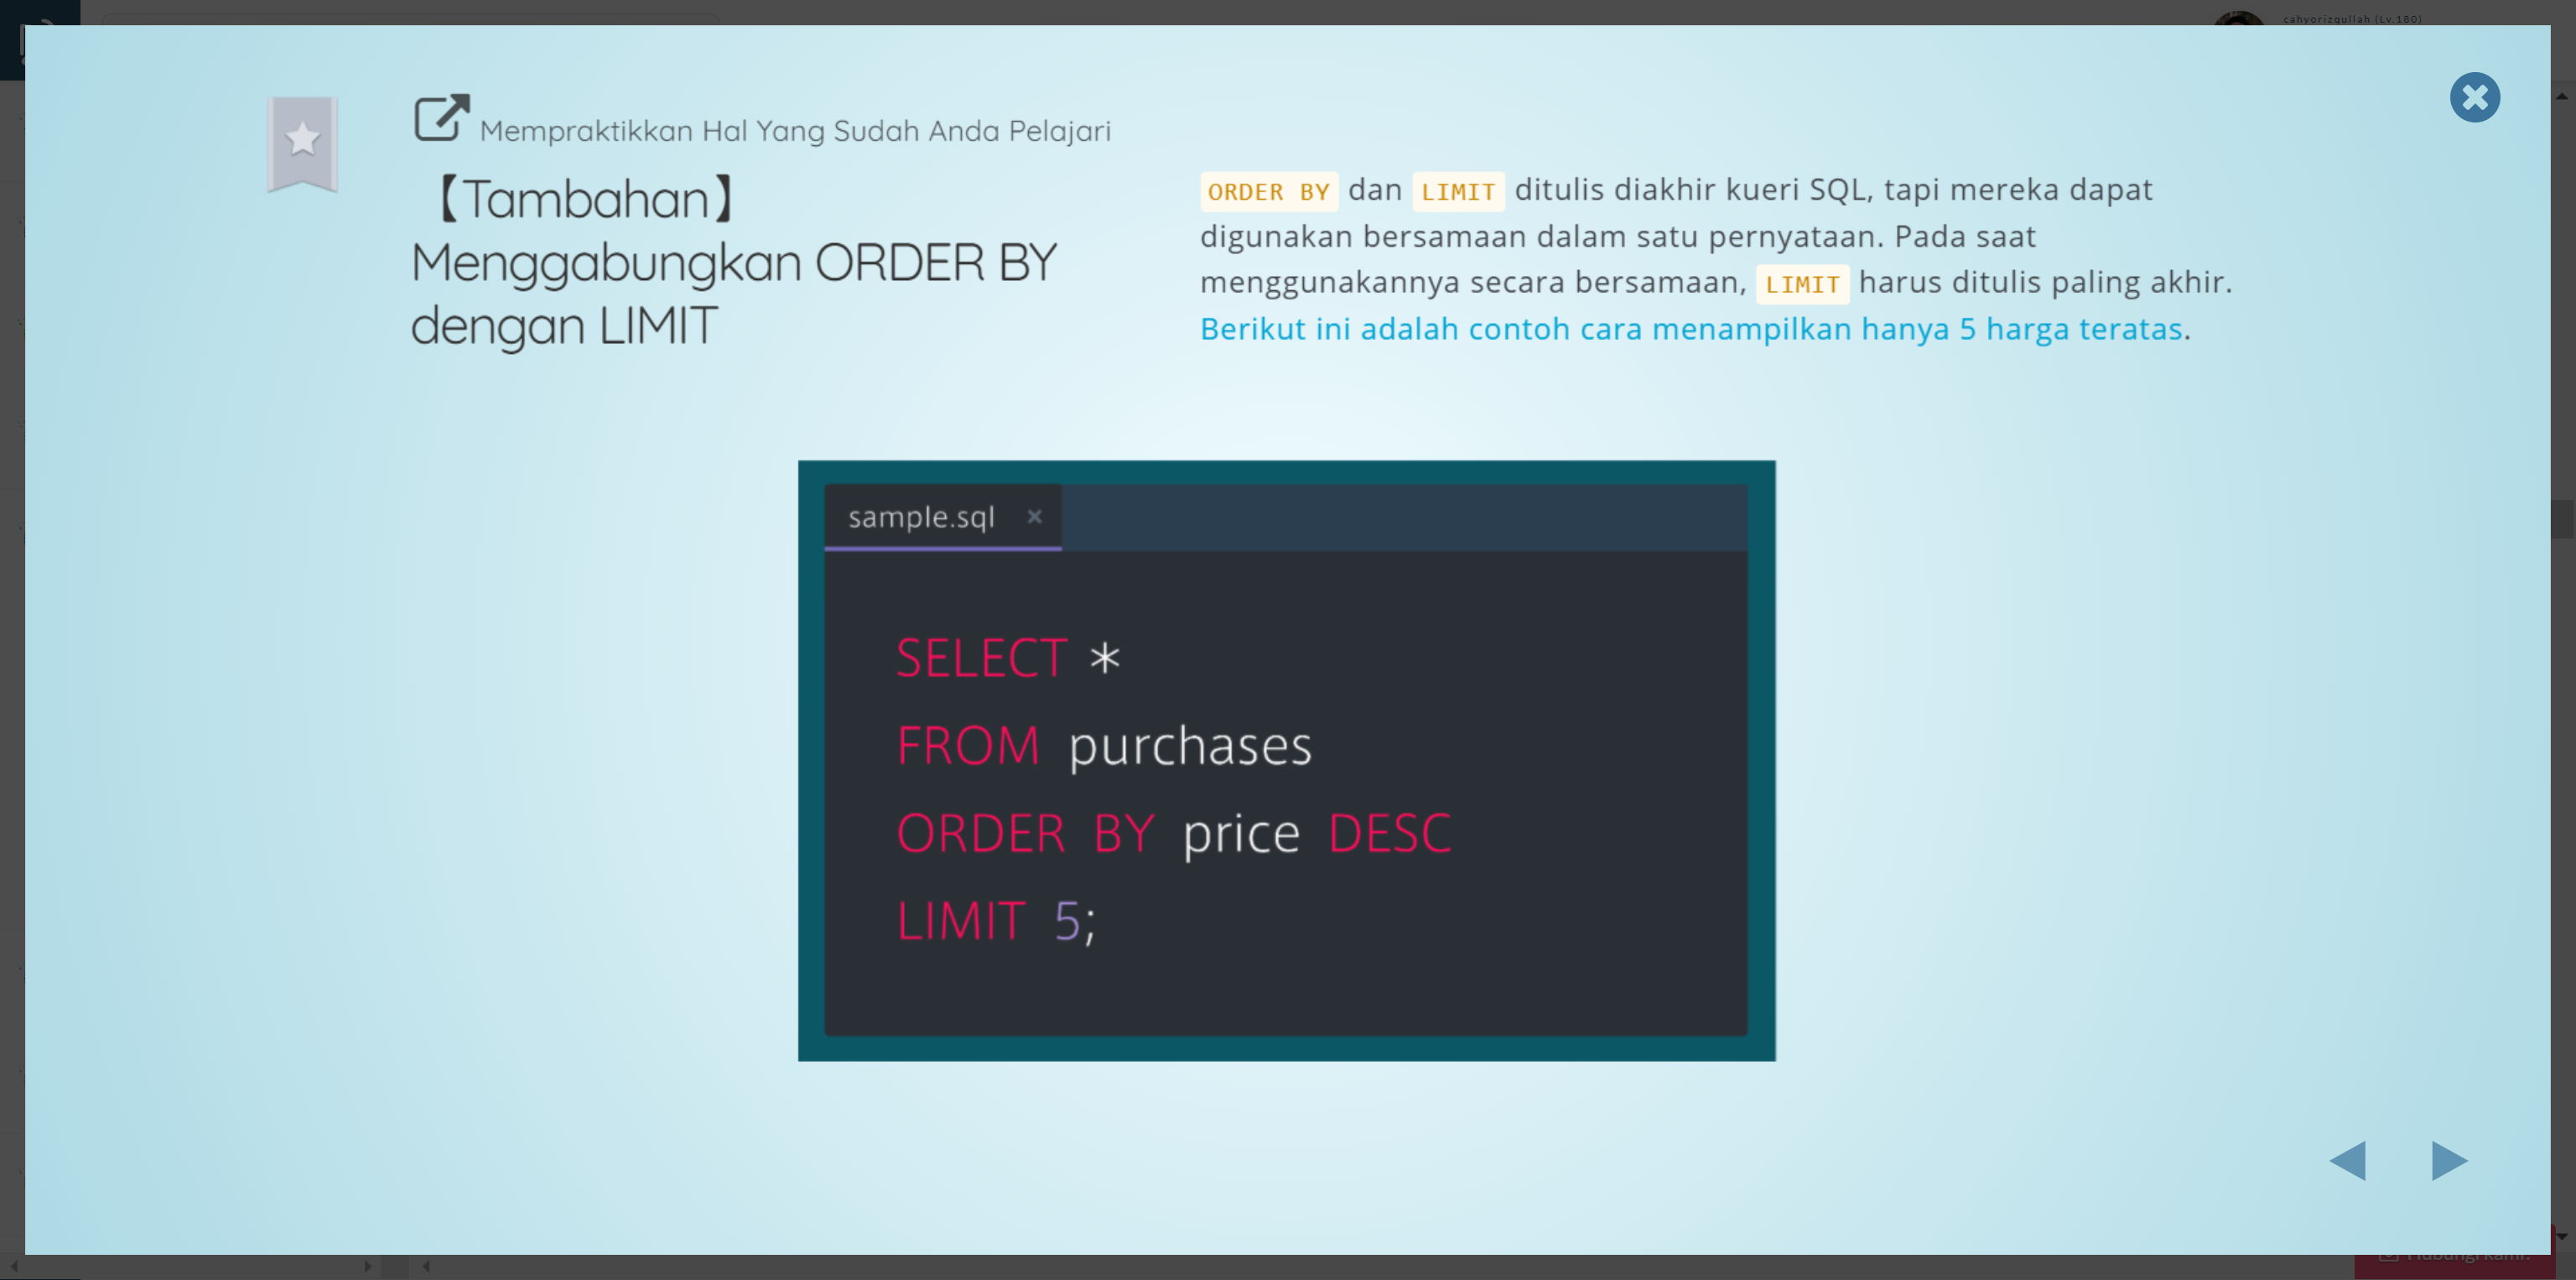 cahyorizqullah (Lv.180)
Mempraktikkan Hal Yang Sudah Anda Pelajari
【Tambahan】
Menggabungkan ORDER BY
dengan LIMIT
ORDER BY dan LIMIT ditulis diakhir kueri SQL, tapi mereka dapat
digunakan bersamaan dalam satu pernyataan. Pada saat
menggunakannya secara bersamaan, LIMIT harus ditulis paling akhir.
Berikut ini adalah contoh cara menampilkan hanya 5 harga teratas.
sample.sql
SELECT *
FROM purchases
ORDER BY price DESC
LIMIT 5;
Hubungi kami!